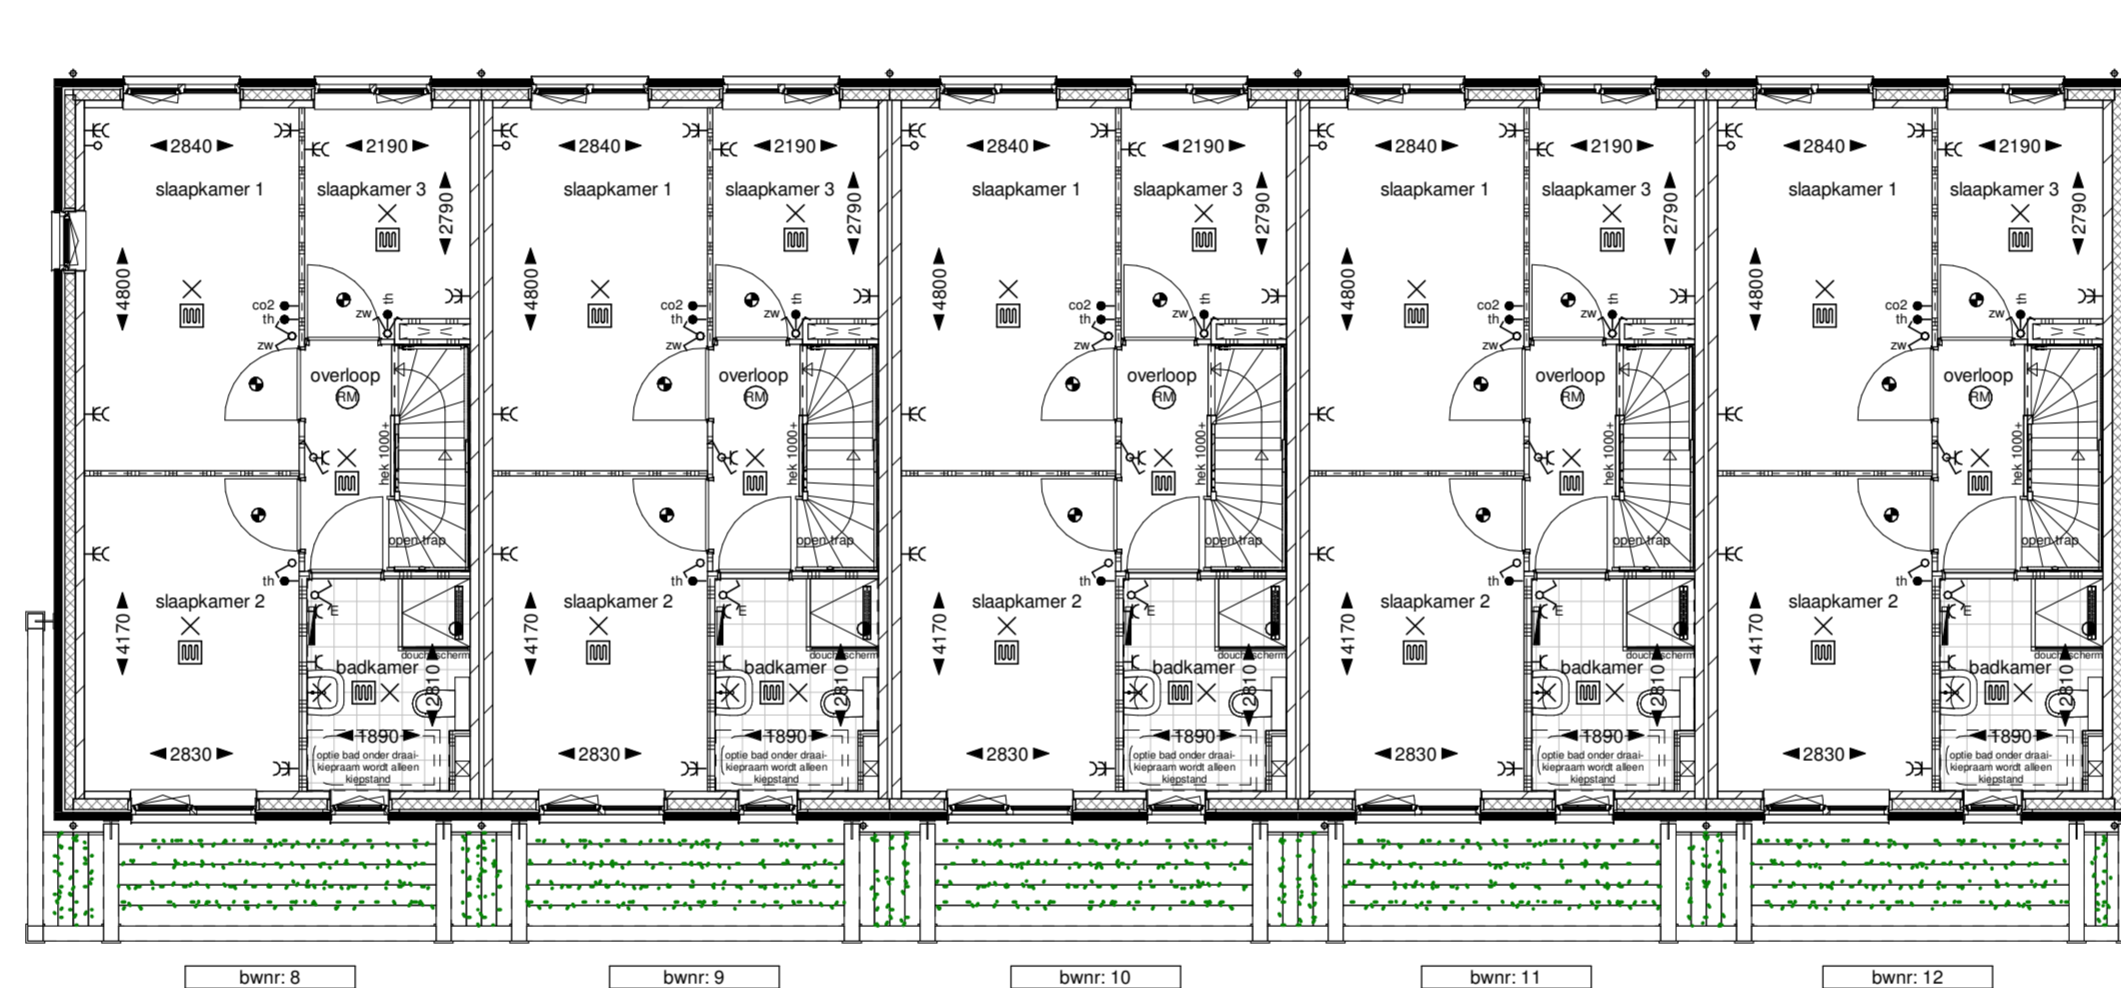 2840 2190 2840 2190 2840 2190 2840 2190 2840 2190
slaapkamer 1 slaapkamer 3 slaapkamer 1 slaapkamer 3 slaapkamer 1 slaapkamer 3 slaapkamer 1 slaapkamer 3 slaapkamer 1 slaapkamer 3
2790 2790 2790 2790 2790
4800 4800 4800 4800 4800
co2 th co2 th co2 th co2 th co2 th
th zw th zw th zw th zw th zw
zw zw zw zw zw
overloop overloop overloop overloop overloop
RM RM RM RM RM
hek 1000+ hek 1000+ hek 1000+ hek 1000+ hek 1000+
open trap open trap open trap open trap open trap
th th th th th
slaapkamer 2 slaapkamer 2 slaapkamer 2 slaapkamer 2 slaapkamer 2
E E E E E
4170 4170 4170 4170 4170
douchescherm douchescherm douchescherm douchescherm douchescherm
badkamer badkamer badkamer badkamer badkamer
2810 2810 2810 2810 2810
1890 1890 1890 1890 1890
2830 2830 2830 2830 2830
optie bad onder draai- optie bad onder draai- optie bad onder draai- optie bad onder draai- optie bad onder draai-
kiepraam wordt alleen kiepraam wordt alleen kiepraam wordt alleen kiepraam wordt alleen kiepraam wordt alleen
kiepstand kiepstand kiepstand kiepstand kiepstand
bwnr: 8 bwnr: 9 bwnr: 10 bwnr: 11 bwnr: 12